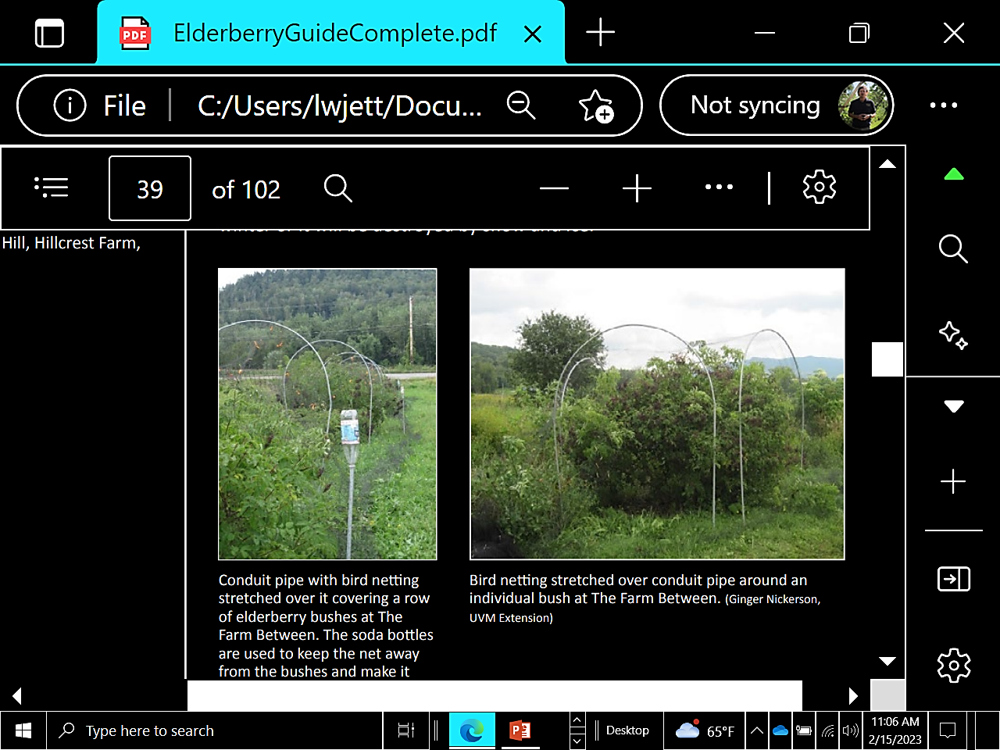 PDF ElderberryGuideComplete.pdf
File C:/Users/lwjett/Docu... Not syncing
39 of 102
Hill, Hillcrest Farm,
Conduit pipe with bird netting
stretched over it covering a row
of elderberry bushes at The
Farm Between. The soda bottles
are used to keep the net away
from the bushes and make it
Bird netting stretched over conduit pipe around an
individual bush at The Farm Between. (Ginger Nickerson,
UVM Extension)
Type here to search
Desktop
65°F
11:06 AM
2/15/2023